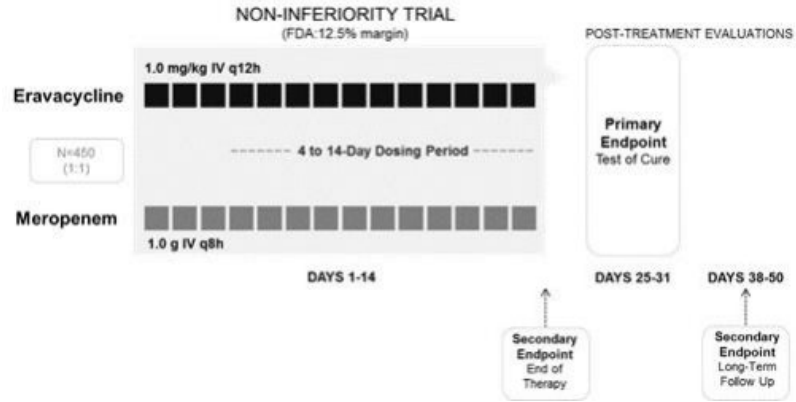 NON-INFERIORITY TRIAL
(FDA:12.5% margin)
POST-TREATMENT EVALUATIONS
1.0 mg/kg IV q12h
Eravacycline
N=450
(1:1)
4 to 14-Day Dosing Period
Primary
Endpoint
Test of Cure
Meropenem
1.0 g IV q8h
DAYS 1-14
DAYS 25-31
DAYS 38-50
Secondary
Endpoint
End of
Therapy
Secondary
Endpoint
Long-Term
Follow Up